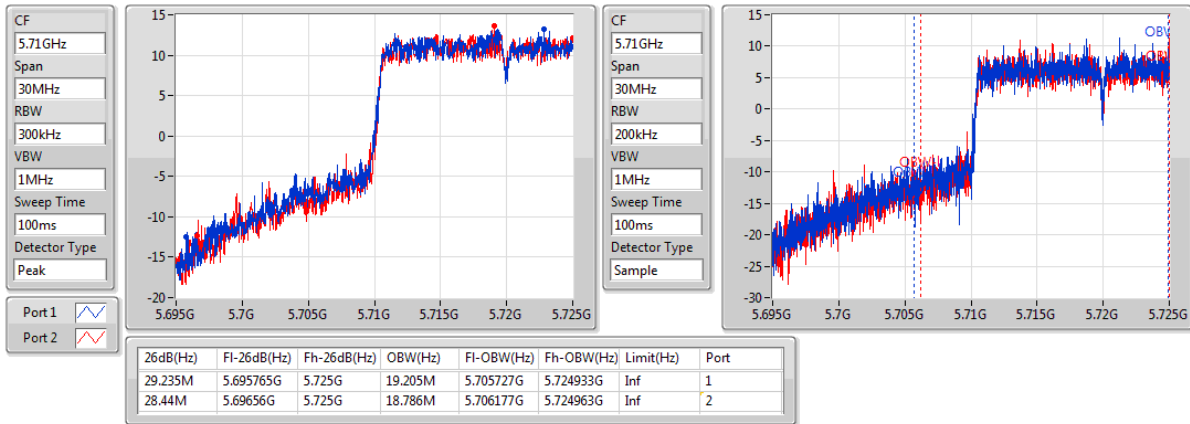 CF
5.71GHz
Span
30MHz
RBW
300kHz
VBW
1MHz
Sweep Time
100ms
Detector Type
Peak
Port 1
Port 2
15
10
5
0
-5
-10
-15
-20
5.695G 5.7G 5.705G 5.71G 5.715G 5.72G 5.725G
CF
5.71GHz
Span
30MHz
RBW
200kHz
VBW
1MHz
Sweep Time
100ms
Detector Type
Sample
15
10
5
0
-5
-10
-15
-20
-25
-30
OBW
OBW
5.695G 5.7G 5.705G 5.71G 5.715G 5.72G 5.725G
26dB(Hz) Fl-26dB(Hz) Fh-26dB(Hz) OBW(Hz) Fl-OBW(Hz) Fh-OBW(Hz) Limit(Hz) Port
29.235M 5.695765G 5.725G 19.205M 5.705727G 5.724933G Inf 1
28.44M 5.69656G 5.725G 18.786M 5.706177G 5.724963G Inf 2